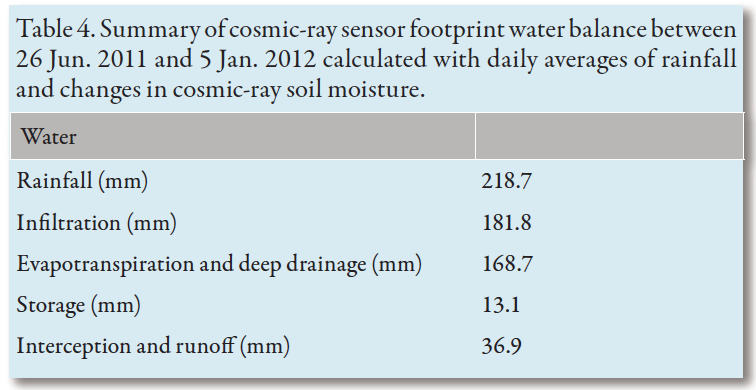 Table 4. Summary of cosmic-ray sensor footprint water balance between
26 Jun. 2011 and 5 Jan. 2012 calculated with daily averages of rainfall
and changes in cosmic-ray soil moisture.
Water
Rainfall (mm) 218.7
Infiltration (mm) 181.8
Evapotranspiration and deep drainage (mm) 168.7
Storage (mm) 13.1
Interception and runoff (mm) 36.9